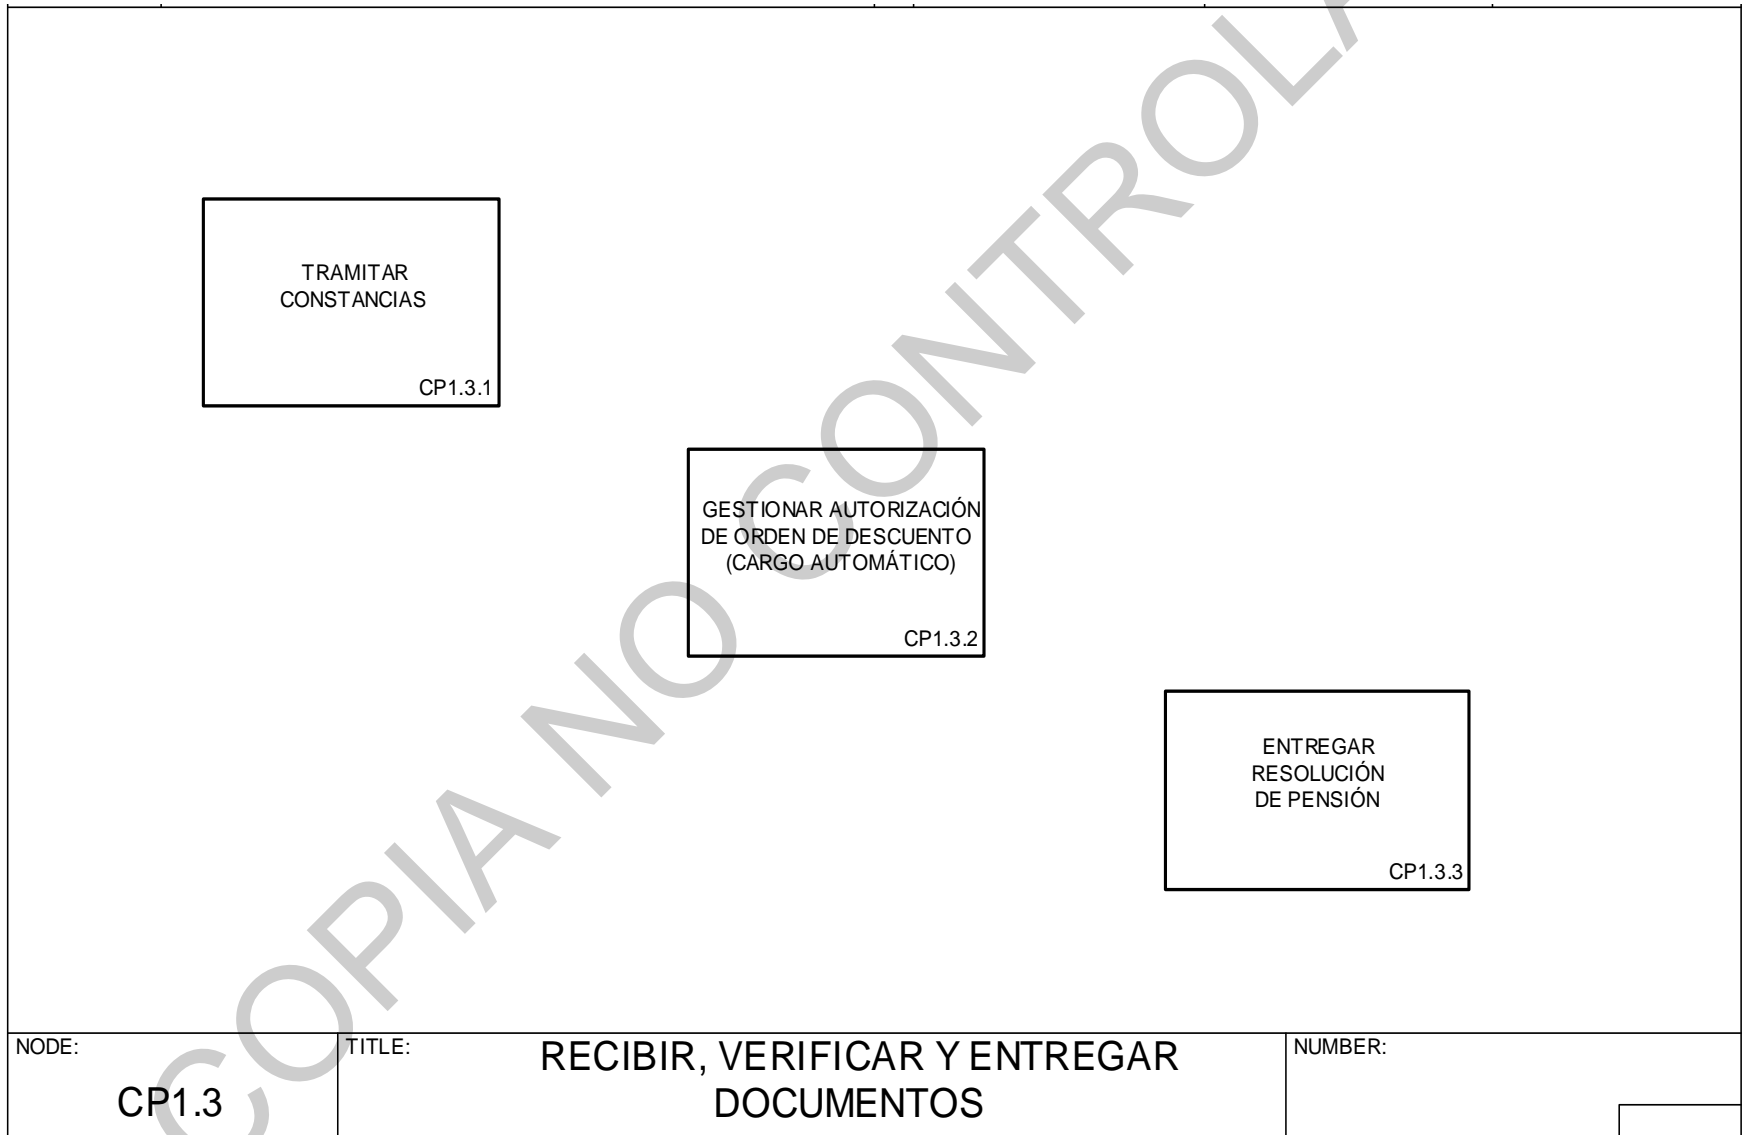 TRAMITAR
CONSTANCIAS
CP1.3.1
GESTIONAR AUTORIZACIÓN
DE ORDEN DE DESCUENTO
(CARGO AUTOMÁTICO)
CP1.3.2
ENTREGAR
RESOLUCIÓN
DE PENSIÓN
CP1.3.3
COPIA NO CONTROLA
NODE:
CP1.3
TITLE:
RECIBIR, VERIFICAR Y ENTREGAR
DOCUMENTOS
NUMBER: